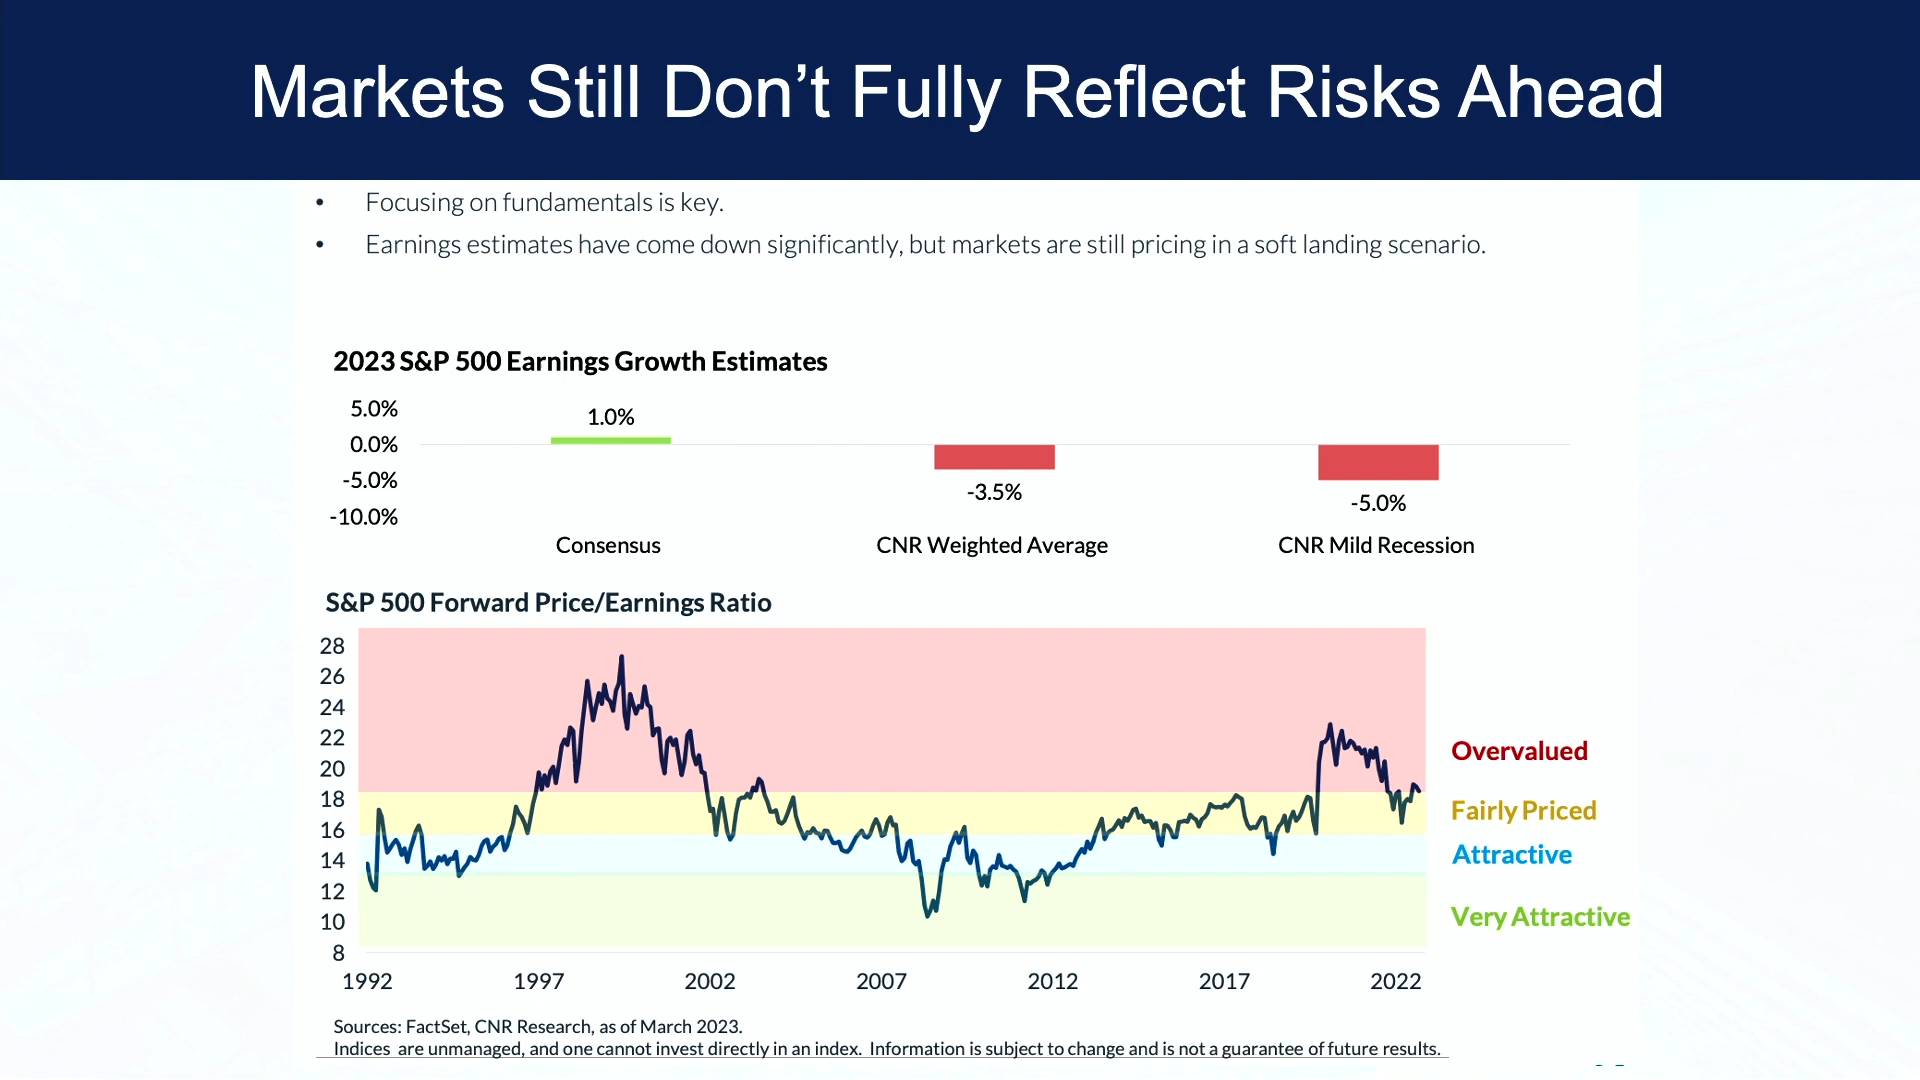 Markets Still Don’t Fully Reflect Risks Ahead
• Focusing on fundamentals is key.
• Earnings estimates have come down significantly, but markets are still pricing in a soft landing scenario.
2023 S&P 500 Earnings Growth Estimates
5.0%
0.0%
-5.0%
-10.0%
1.0%
-3.5%
-5.0%
Consensus
CNR Weighted Average
CNR Mild Recession
S&P 500 Forward Price/Earnings Ratio
28
26
24
22
20
18
16
14
12
10
8
1992
1997
2002
2007
2012
2017
2022
Overvalued
Fairly Priced
Attractive
Very Attractive
Sources: FactSet, CNR Research, as of March 2023.
Indices are unmanaged, and one cannot invest directly in an index. Information is subject to change and is not a guarantee of future results.